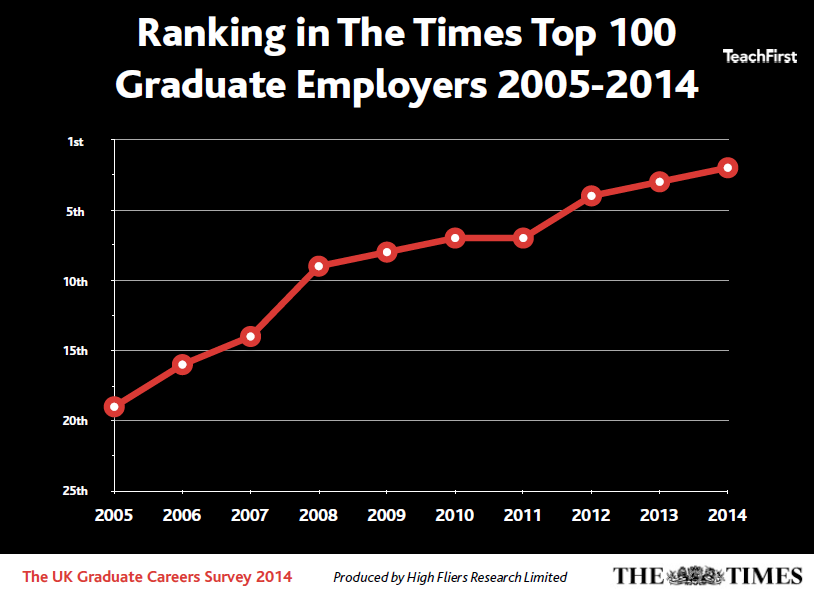 Ranking in The Times Top 100
Graduate Employers 2005-2014
TeachFirst
1st
5th
10th
15th
20th
25th
2005 2006 2007 2008 2009 2010 2011 2012 2013 2014
The UK Graduate Careers Survey 2014 Produced by High Fliers Research Limited THE TIMES